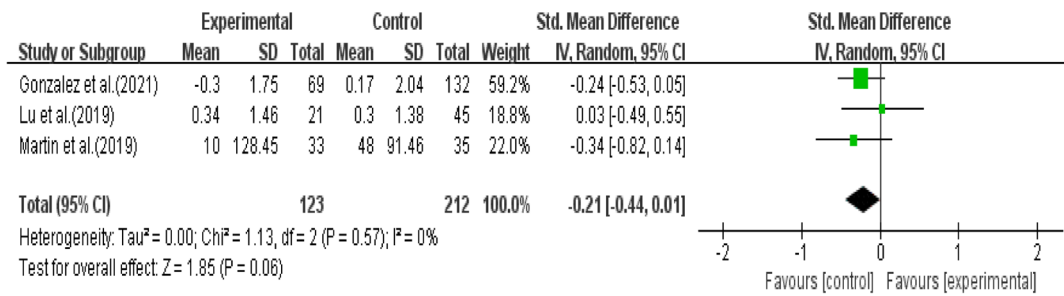 Experimental Control Std. Mean Difference Std. Mean Difference
Study or Subgroup Mean SD Total Mean SD Total Weight IV, Random, 95% CI IV, Random, 95% CI
Gonzalez et al.(2021) -0.3 1.75 69 0.17 2.04 132 59.2% -0.24 [-0.53, 0.05]
Lu et al.(2019) 0.34 1.46 21 0.3 1.38 45 18.8% 0.03 [-0.49, 0.55]
Martin et al.(2019) 10 128.45 33 48 91.46 35 22.0% -0.34 [-0.82, 0.14]
Total (95% CI) 123 212 100.0% -0.21 [-0.44, 0.01]
Heterogeneity: Tau² = 0.00; Chi² = 1.13, df = 2 (P = 0.57); I² = 0%
Test for overall effect: Z = 1.85 (P = 0.06)
-2 -1 0 1 2
Favours [control] Favours [experimental]